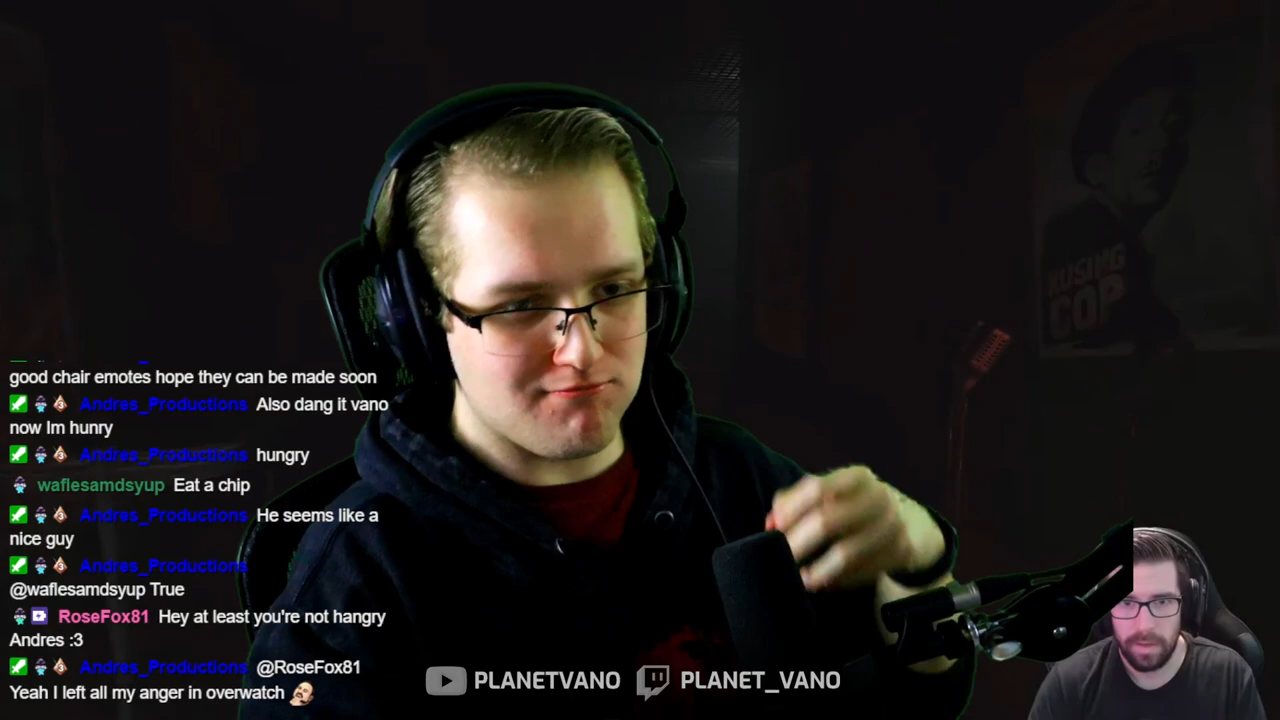 good chair emotes hope they can be made soon
Andres_Productions Also dang it vano
now Im hunry
Andres_Productions hungry
waflesamdsyup Eat a chip
Andres_Productions He seems like a
nice guy
Andres_Productions
@waflesamdsyup True
RoseFox81 Hey at least you're not hangry
Andres :3
Andres_Productions @RoseFox81
Yeah I left all my anger in overwatch
COP
PLANETVANO PLANET_VANO